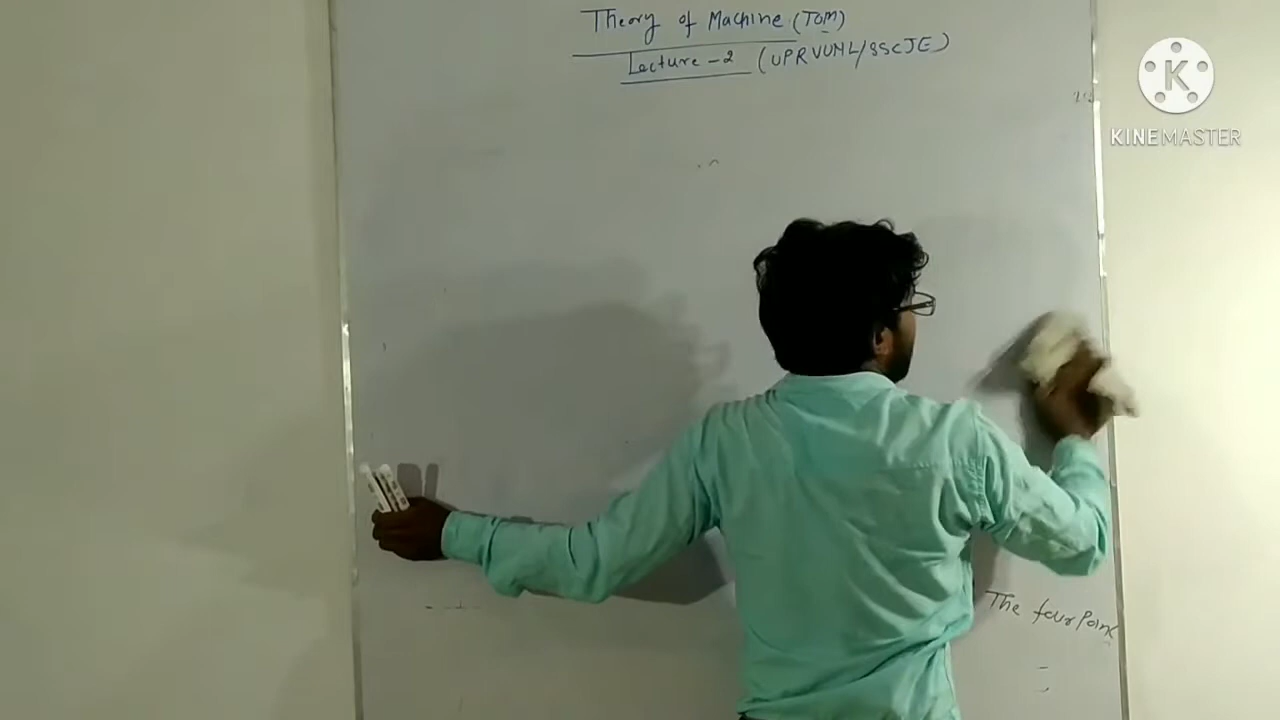 Theory of Machine (TOM)
Lecture-2 (UPRVUNL/SSCJE)
K
KINEMASTER
The four Point